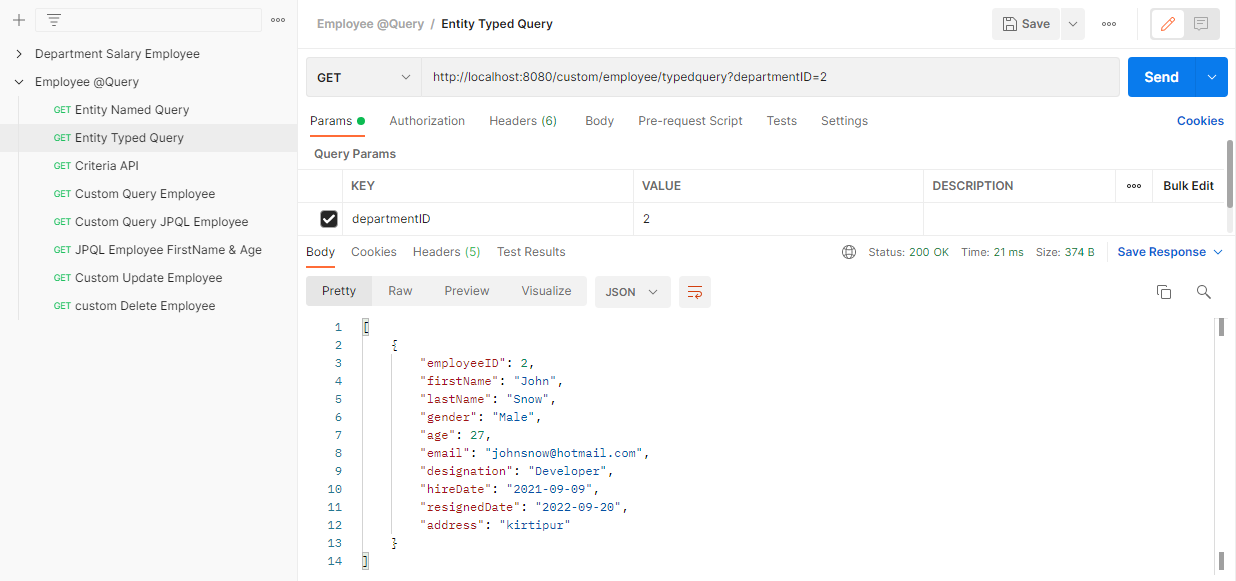 Department Salary Employee
Employee @Query
GET Entity Named Query
GET Entity Typed Query
GET Criteria API
GET Custom Query Employee
GET Custom Query JPQL Employee
GET JPQL Employee FirstName & Age
GET Custom Update Employee
GET custom Delete Employee
Employee @Query / Entity Typed Query
Save
GET http://localhost:8080/custom/employee/typedquery?departmentID=2 Send
Params Authorization Headers (6) Body Pre-request Script Tests Settings Cookies
Query Params
KEY VALUE DESCRIPTION Bulk Edit
departmentID 2
Body Cookies Headers (5) Test Results Status: 200 OK Time: 21 ms Size: 374 B Save Response
Pretty Raw Preview Visualize JSON
1 [
2 {
3 "employeeID": 2,
4 "firstName": "John",
5 "lastName": "Snow",
6 "gender": "Male",
7 "age": 27,
8 "email": "johnsnow@hotmail.com",
9 "designation": "Developer",
10 "hireDate": "2021-09-09",
11 "resignedDate": "2022-09-20",
12 "address": "kirtipur"
13 }
14 ]